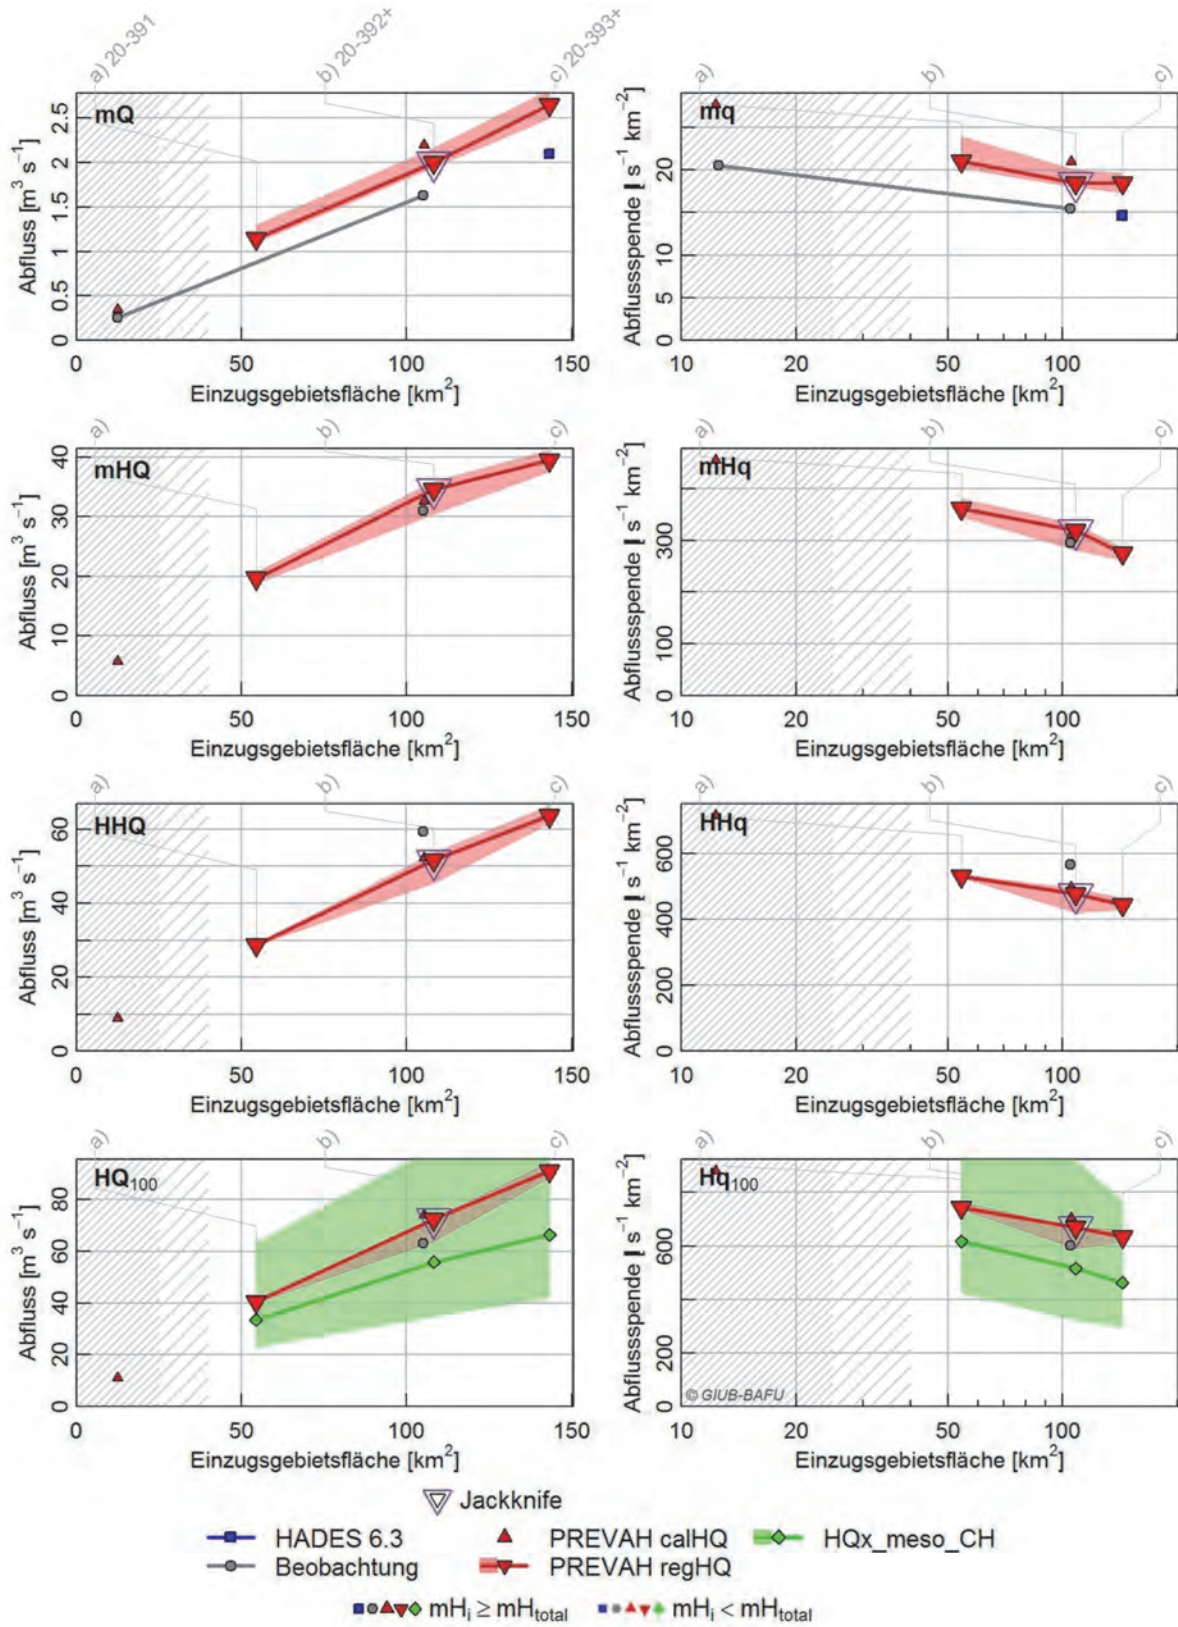 a) 20-391
b) 20-392+
c) 20-393+
mQ
Abfluss [m³ s⁻¹]
0 0.5 1 1.5 2 2.5
0 50 100 150
Einzugsgebietsfläche [km²]
a) b) c)
mq
Abflussspende [l s⁻¹ km⁻²]
0 5 10 20
10 20 50 100
Einzugsgebietsfläche [km²]
a) b) c)
mHQ
Abfluss [m³ s⁻¹]
0 10 20 30 40
0 50 100 150
Einzugsgebietsfläche [km²]
a) b) c)
mHq
Abflussspende [l s⁻¹ km⁻²]
0 100 300
10 20 50 100
Einzugsgebietsfläche [km²]
a) b) c)
HHQ
Abfluss [m³ s⁻¹]
0 20 40 60
0 50 100 150
Einzugsgebietsfläche [km²]
a) b) c)
HHq
Abflussspende [l s⁻¹ km⁻²]
0 200 400 600
10 20 50 100
Einzugsgebietsfläche [km²]
a) b) c)
HQ₁₀₀
Abfluss [m³ s⁻¹]
0 20 40 60 80
0 50 100 150
Einzugsgebietsfläche [km²]
a) b) c)
Hq₁₀₀
Abflussspende [l s⁻¹ km⁻²]
0 200 600
© GIUB-BAFU
10 20 50 100
Einzugsgebietsfläche [km²]
Jackknife
HADES 6.3 PREVAH calHQ HQx_meso_CH
Beobachtung PREVAH regHQ
mHᵢ ≥ mH_total mHᵢ < mH_total